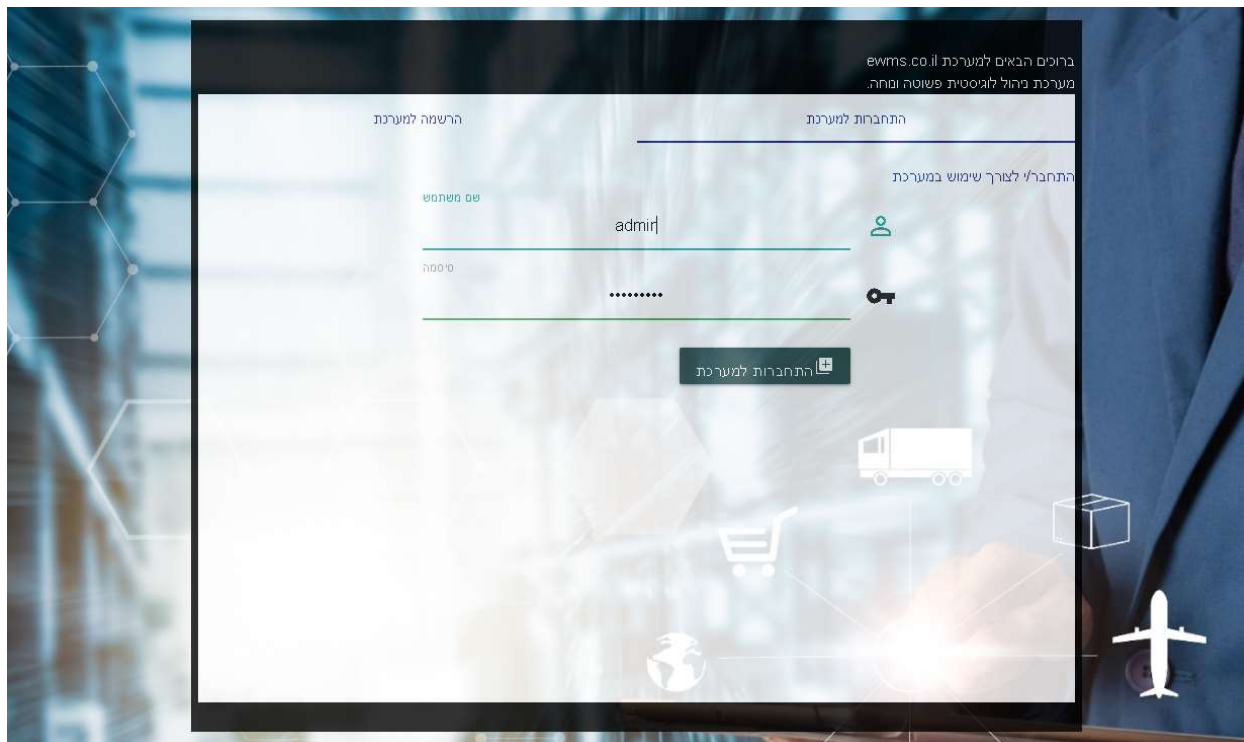 ברוכים הבאים למערכת ewms.co.il
מערכת ניהול לוגיסטית פשוטה ונוחה.
התחברות למערכת
הרשמה למערכת
התחבר/י לצורך שימוש במערכת
שם משתמש
admin
סיסמה
•••••••••
התחברות למערכת